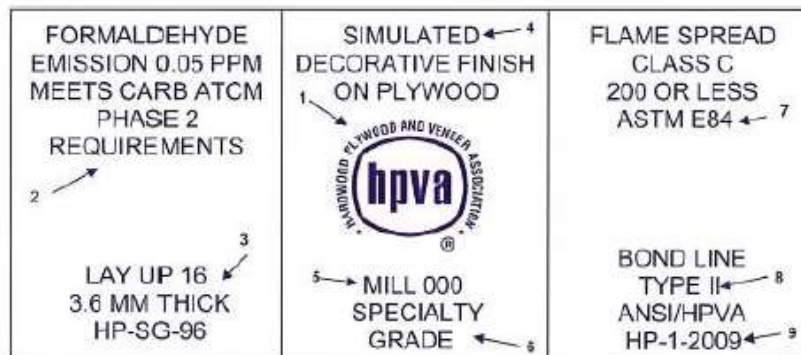 FORMALDEHYDE
EMISSION 0.05 PPM
MEETS CARB ATCM
PHASE 2
REQUIREMENTS
2
3
LAY UP 16
3.6 MM THICK
HP-SG-96
SIMULATED 4
DECORATIVE FINISH
ON PLYWOOD
1
HARDWOOD PLYWOOD AND VENEER ASSOCIATION
hpva
®
5 MILL 000
SPECIALTY
GRADE 6
FLAME SPREAD
CLASS C
200 OR LESS
ASTM E84 7
BOND LINE
TYPE II 8
ANSI/HPVA
HP-1-2009 9